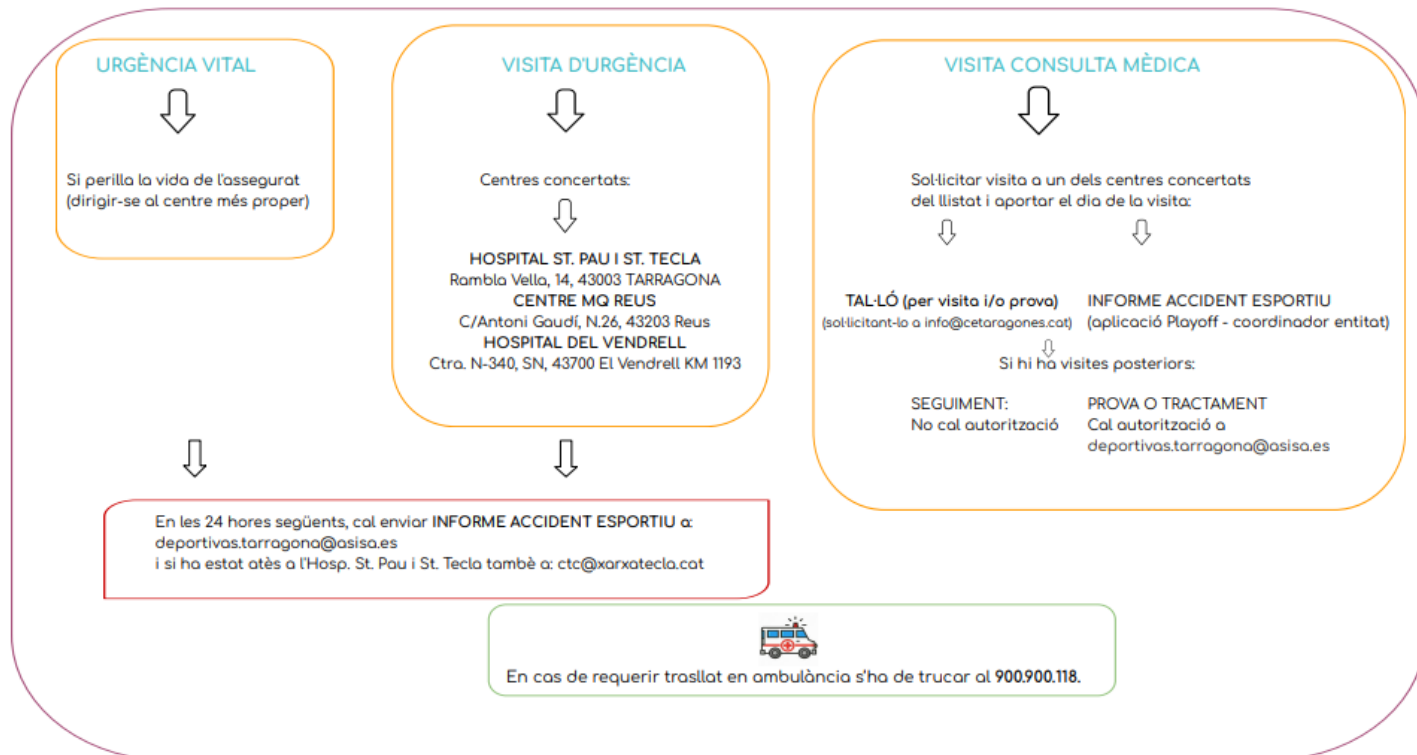 URGÈNCIA VITAL
Si perilla la vida de l'assegurat
(dirigir-se al centre més proper)
VISITA D'URGÈNCIA
Centres concertats:
HOSPITAL ST. PAU I ST. TECLA
Rambla Vella, 14, 43003 TARRAGONA
CENTRE MQ REUS
C/Antoni Gaudí, N.26, 43203 Reus
HOSPITAL DEL VENDRELL
Ctra. N-340, SN, 43700 El Vendrell KM 1193
VISITA CONSULTA MÈDICA
Sol·licitar visita a un dels centres concertats
del llistat i aportar el dia de la visita:
TAL·LÓ (per visita i/o prova)
(sol·licitant-lo a info@cetaragones.cat)
INFORME ACCIDENT ESPORTIU
(aplicació Playoff - coordinador entitat)
Si hi ha visites posteriors:
SEGUIMENT:
No cal autorització
PROVA O TRACTAMENT
Cal autorització a
deportivas.tarragona@asisa.es
En les 24 hores següents, cal enviar INFORME ACCIDENT ESPORTIU a:
deportivas.tarragona@asisa.es
i si ha estat atès a l'Hosp. St. Pau i St. Tecla tambè a: ctc@xarxatecla.cat
En cas de requerir trasllat en ambulància s'ha de trucar al 900.900.118.